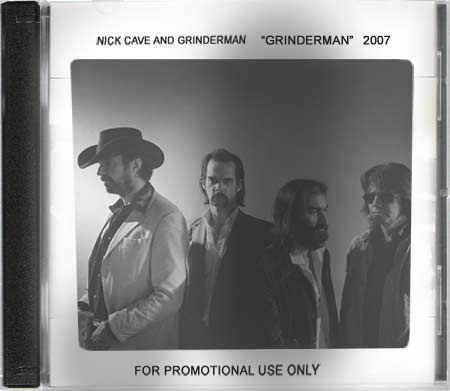 NICK CAVE AND GRINDERMAN "GRINDERMAN" 2007
FOR PROMOTIONAL USE ONLY